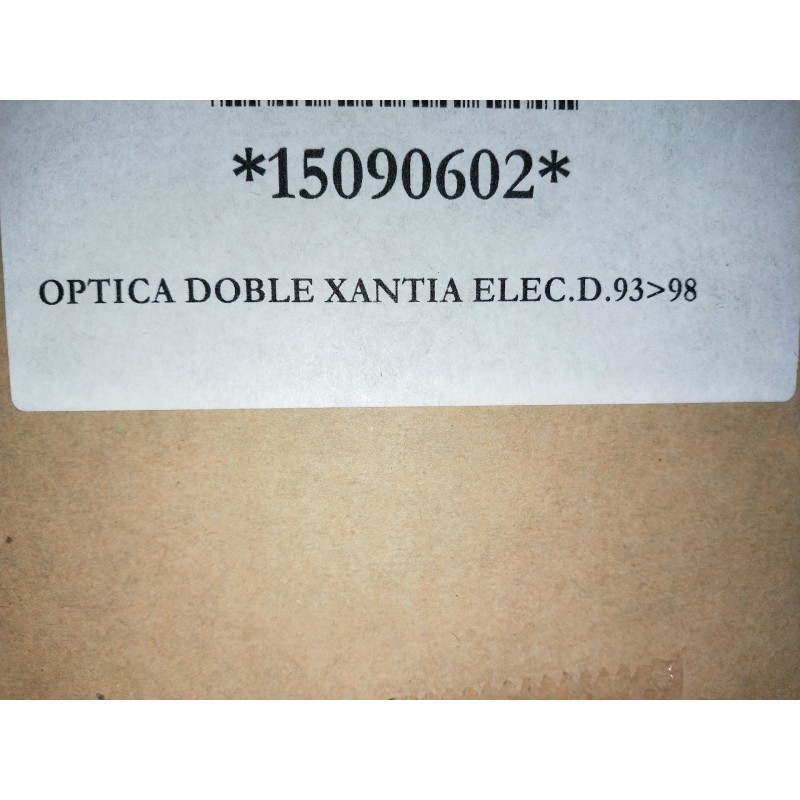 *15090602*
OPTICA DOBLE XANTIA ELEC.D.93>98